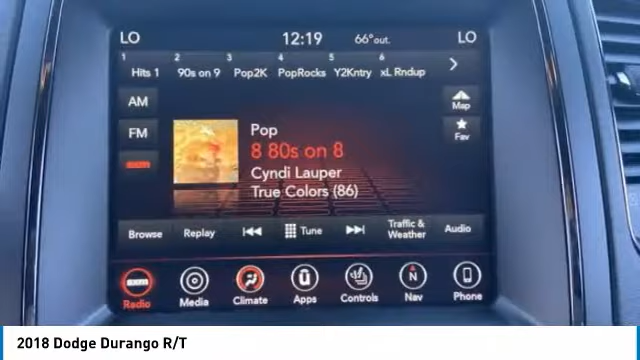 LO 12:19 66°out. LO
1 2 3 4 5 6
Hits 1 90s on 9 Pop2K PopRocks Y2Kntry xL Rndup
AM
Map
FM
Fav
Pop
8 80s on 8
Cyndi Lauper
True Colors (86)
Browse Replay Tune Traffic & Weather Audio
N
Radio Media Climate Apps Controls Nav Phone
2018 Dodge Durango R/T